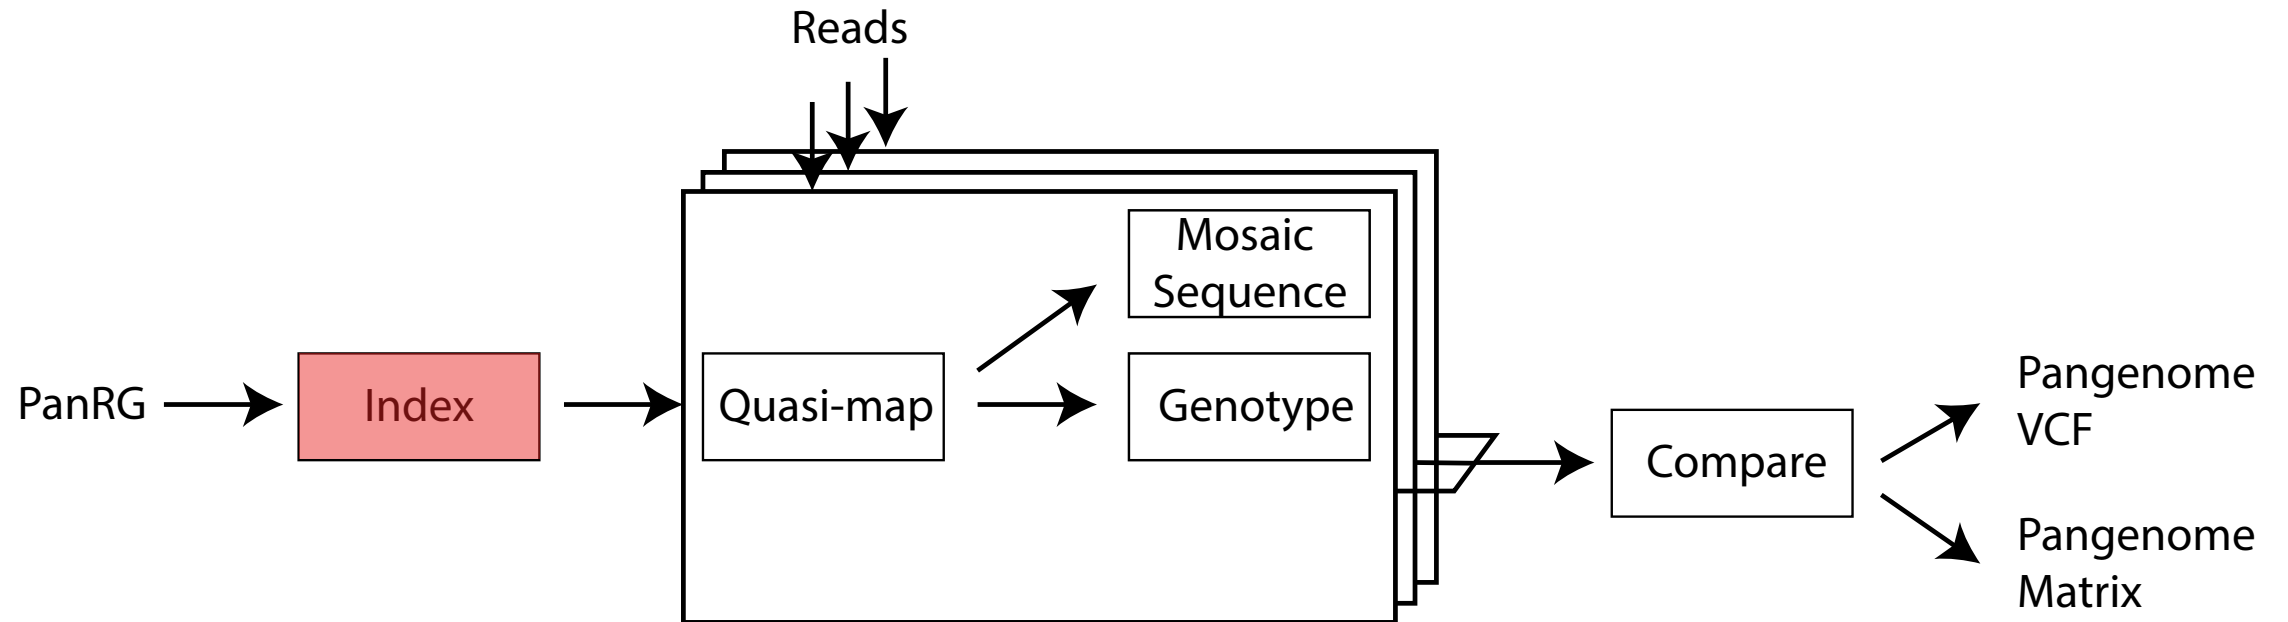 Reads
Mosaic
Sequence
PanRG
Index
Quasi-map
Genotype
Compare
Pangenome
VCF
Pangenome
Matrix